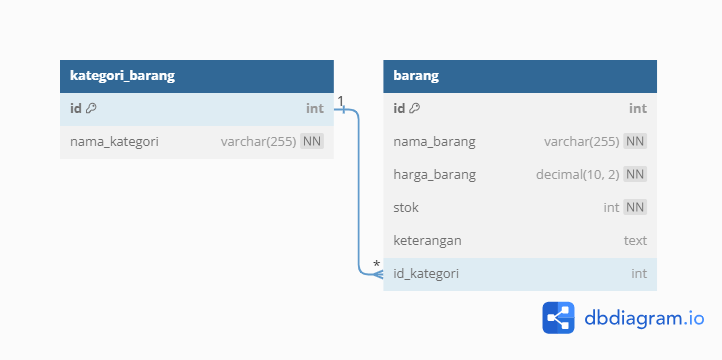 kategori_barang
id int
nama_kategori varchar(255) NN
1
*
barang
id int
nama_barang varchar(255) NN
harga_barang decimal(10, 2) NN
stok int NN
keterangan text
id_kategori int
dbdiagram.io